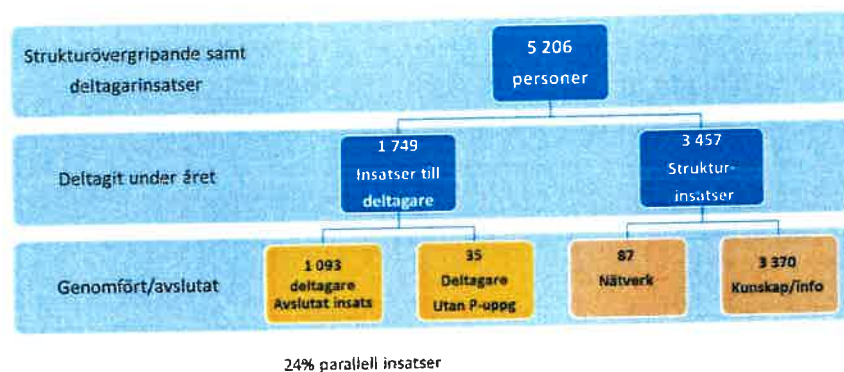 Strukturövergripande samt
deltagarinsatser
5 206
personer
Deltagit under året
1 749
Insatser till
deltagare
3 457
Struktur-
insatser
Genomfört/avslutat
1 093
deltagare
Avslutat insats
35
Deltagare
Utan P-uppg
87
Nätverk
3 370
Kunskap/info
24% parallell insatser